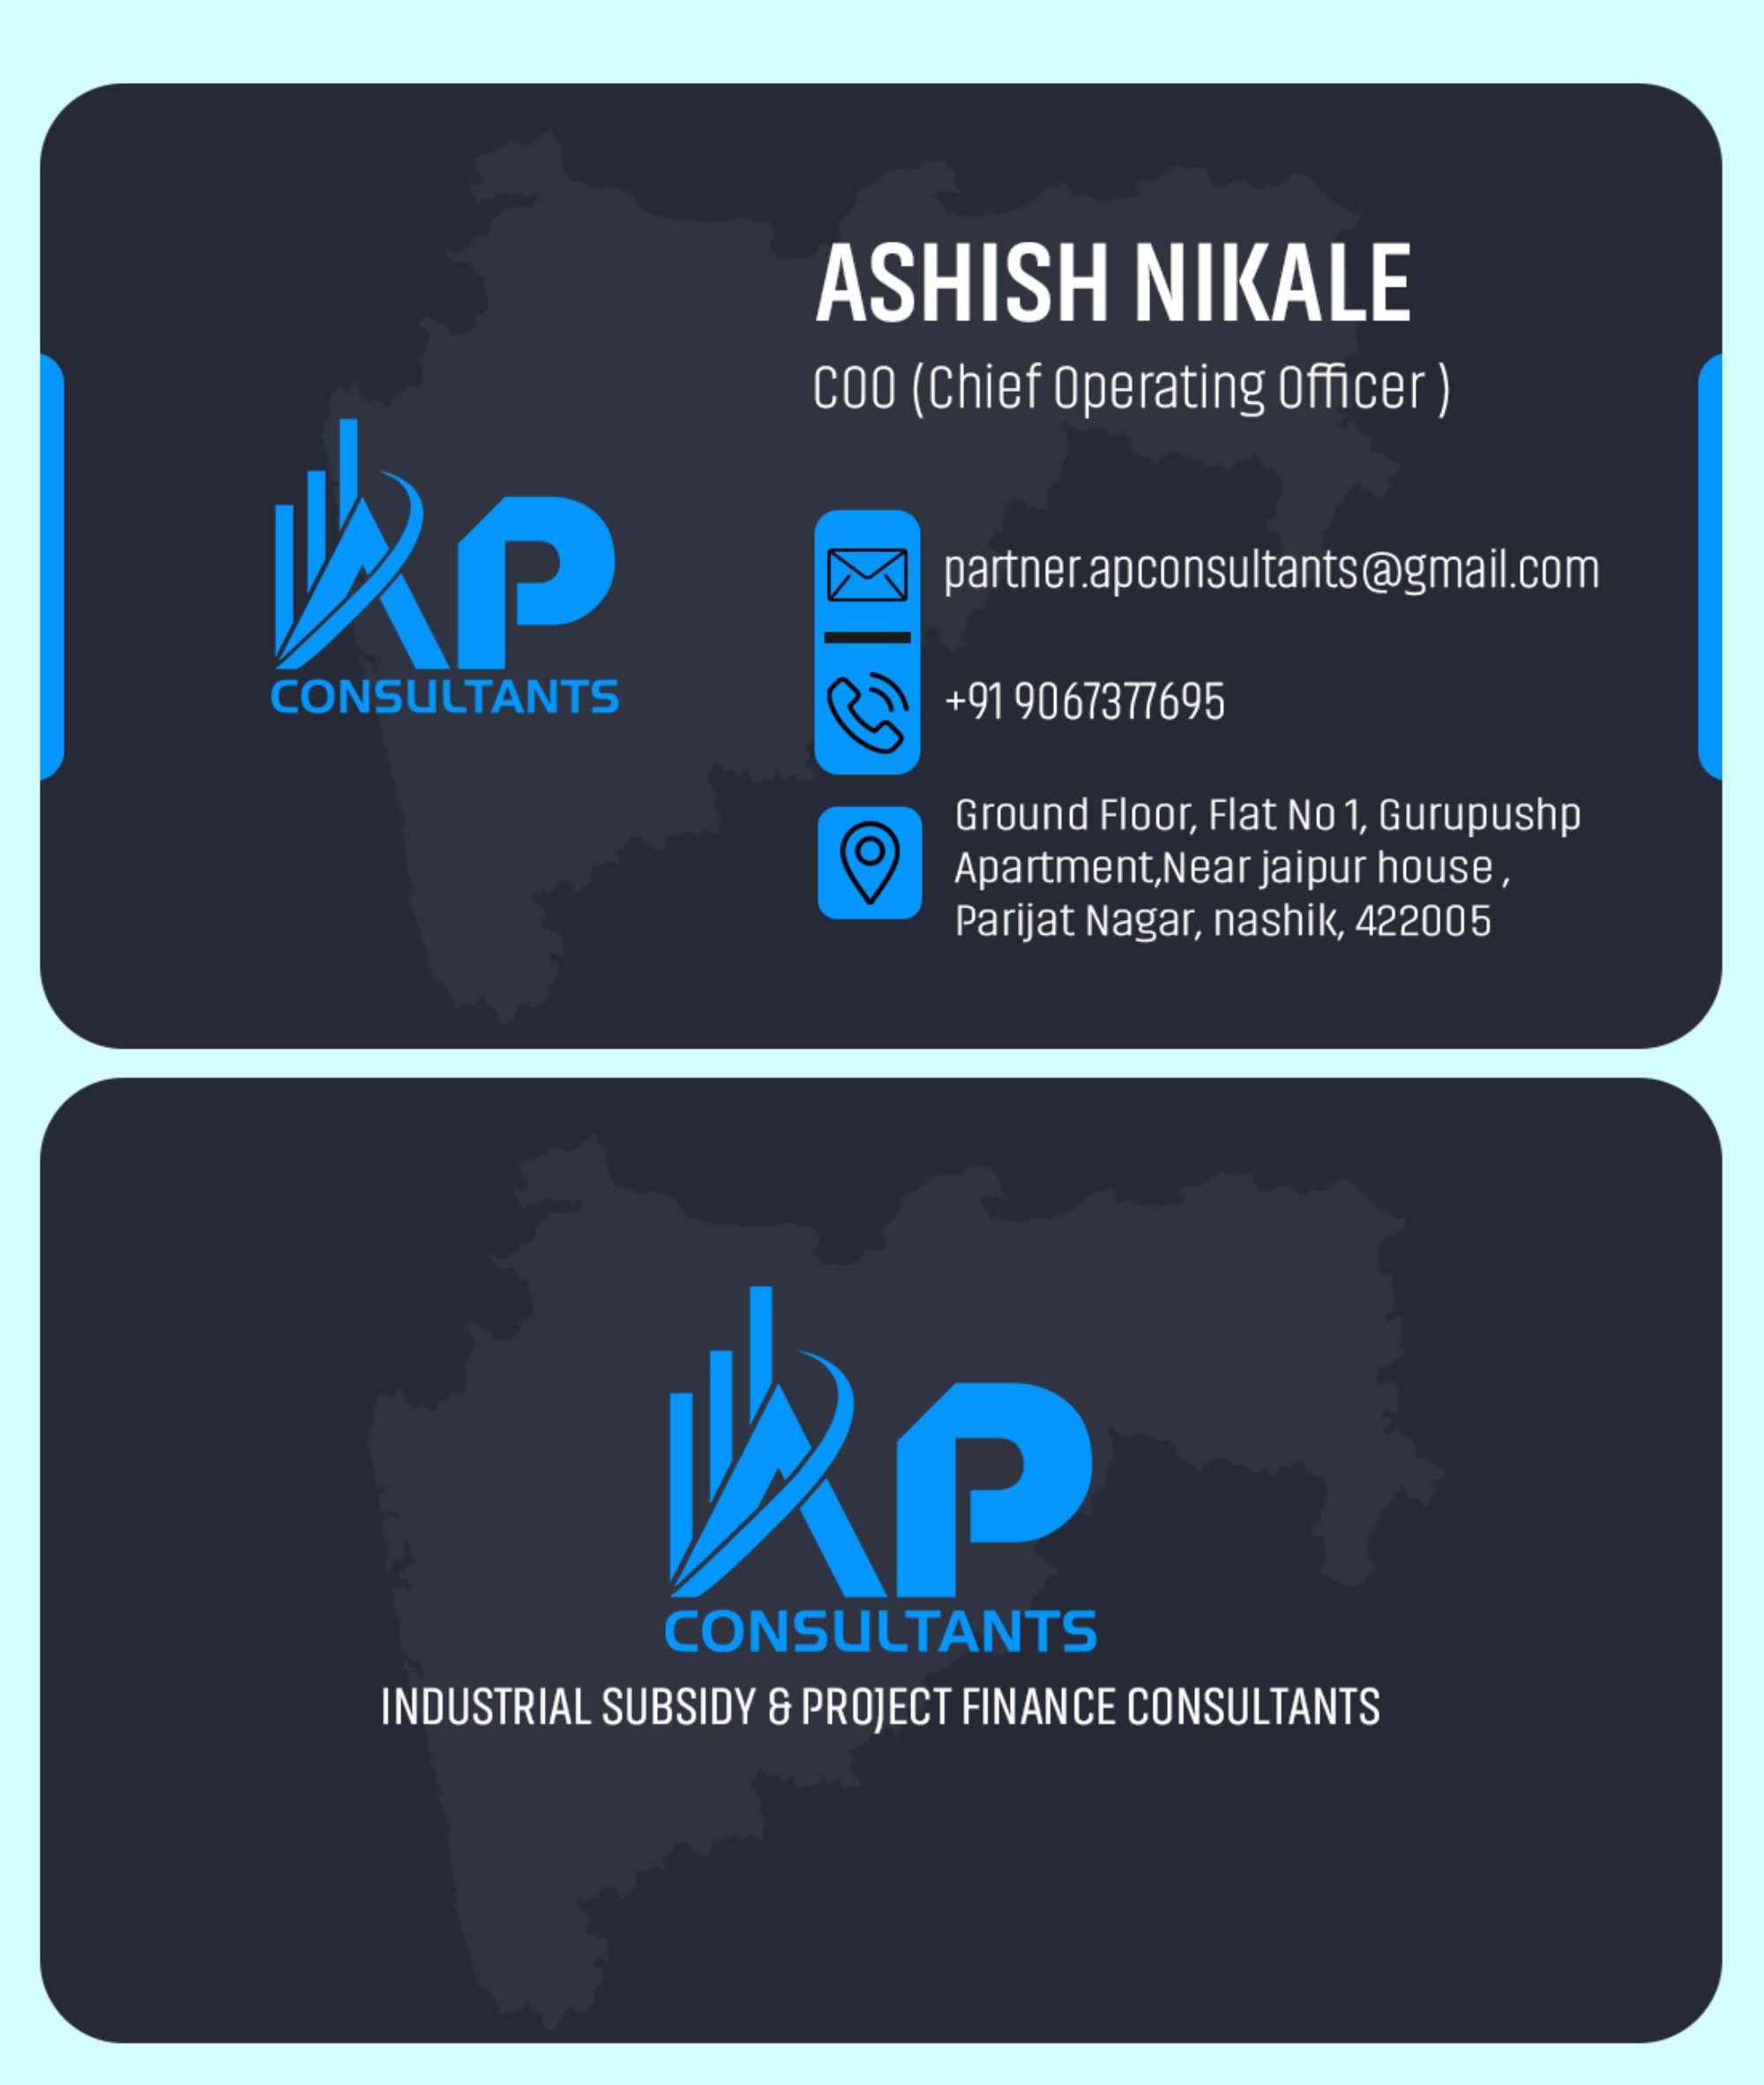 ASHISH NIKALE
COO (Chief Operating Officer )
AP
CONSULTANTS
partner.apconsultants@gmail.com
+91 9067377695
Ground Floor, Flat No 1, Gurupushp
Apartment,Near jaipur house ,
Parijat Nagar, nashik, 422005
AP
CONSULTANTS
INDUSTRIAL SUBSIDY & PROJECT FINANCE CONSULTANTS